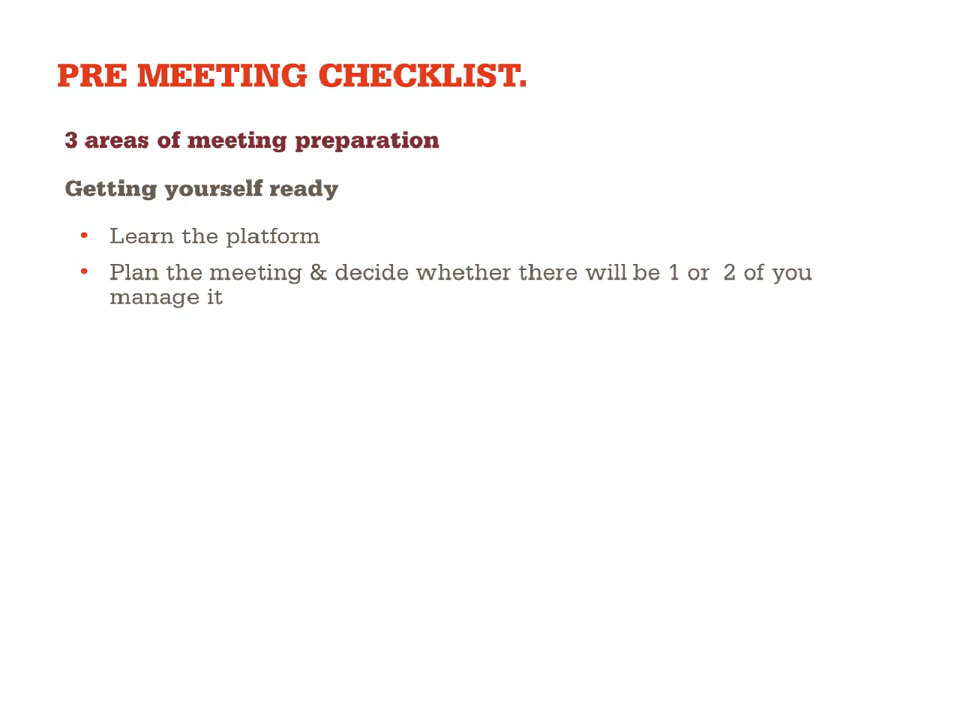 PRE MEETING CHECKLIST.
3 areas of meeting preparation
Getting yourself ready
• Learn the platform
• Plan the meeting & decide whether there will be 1 or  2 of you
manage it